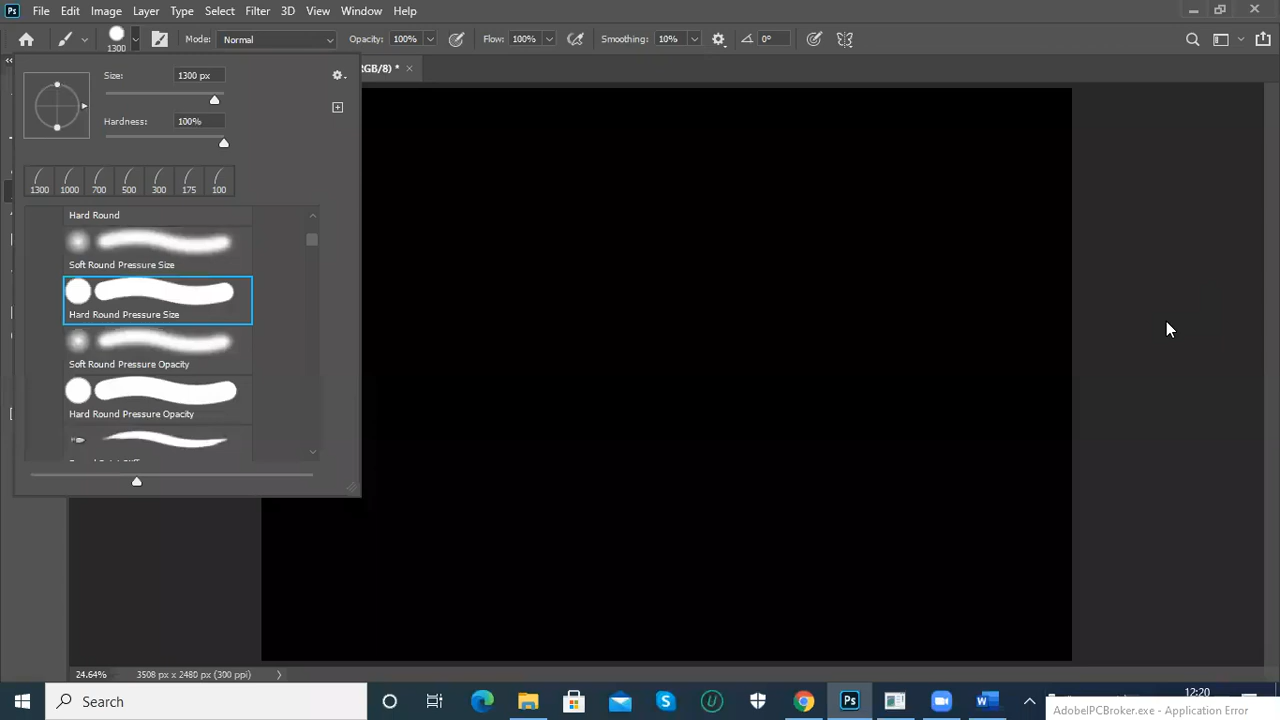 Ps File Edit Image Layer Type Select Filter 3D View Window Help
1300 Mode: Normal Opacity: 100% Flow: 100% Smoothing: 10% 0°
RGB/8) * ×
Size: 1300 px
Hardness: 100%
1300 1000 700 500 300 175 100
Hard Round
Soft Round Pressure Size
Hard Round Pressure Size
Soft Round Pressure Opacity
Hard Round Pressure Opacity
24.64% 3508 px x 2480 px (300 ppi)
Search
Ps
12:20
AdobeIPCBroker.exe - Application Error